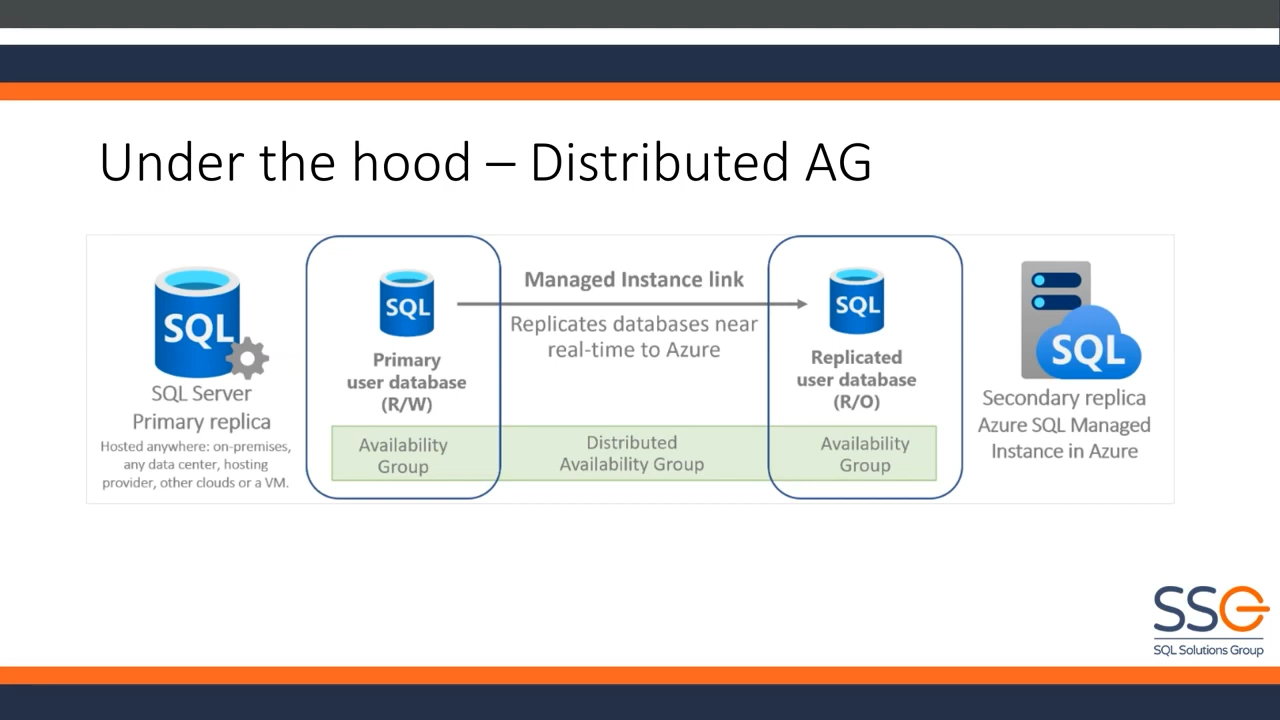 Under the hood – Distributed AG
SQL
SQL Server
Primary replica
Hosted anywhere: on-premises,
any data center, hosting
provider, other clouds or a VM.
SQL
Primary
user database
(R/W)
Availability
Group
Managed Instance link
Replicates databases near
real-time to Azure
Distributed
Availability Group
SQL
Replicated
user database
(R/O)
Availability
Group
SQL
Secondary replica
Azure SQL Managed
Instance in Azure
SSG
SQL Solutions Group